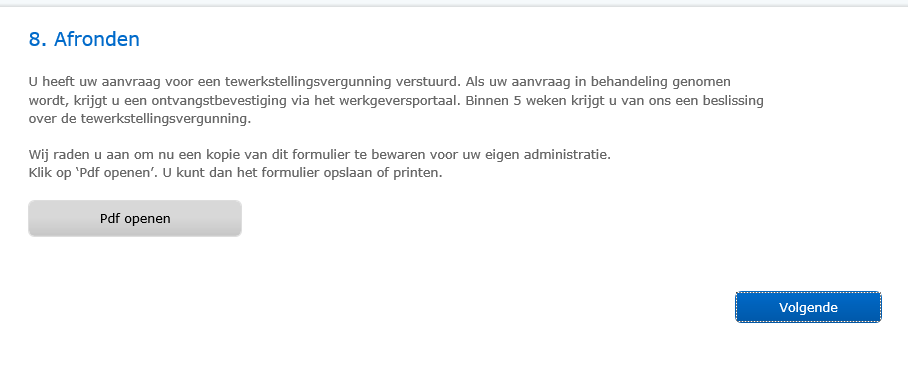 8. Afronden
U heeft uw aanvraag voor een tewerkstellingsvergunning verstuurd. Als uw aanvraag in behandeling genomen
wordt, krijgt u een ontvangstbevestiging via het werkgeversportaal. Binnen 5 weken krijgt u van ons een beslissing
over de tewerkstellingsvergunning.
Wij raden u aan om nu een kopie van dit formulier te bewaren voor uw eigen administratie.
Klik op ‘Pdf openen’. U kunt dan het formulier opslaan of printen.
Pdf openen
Volgende